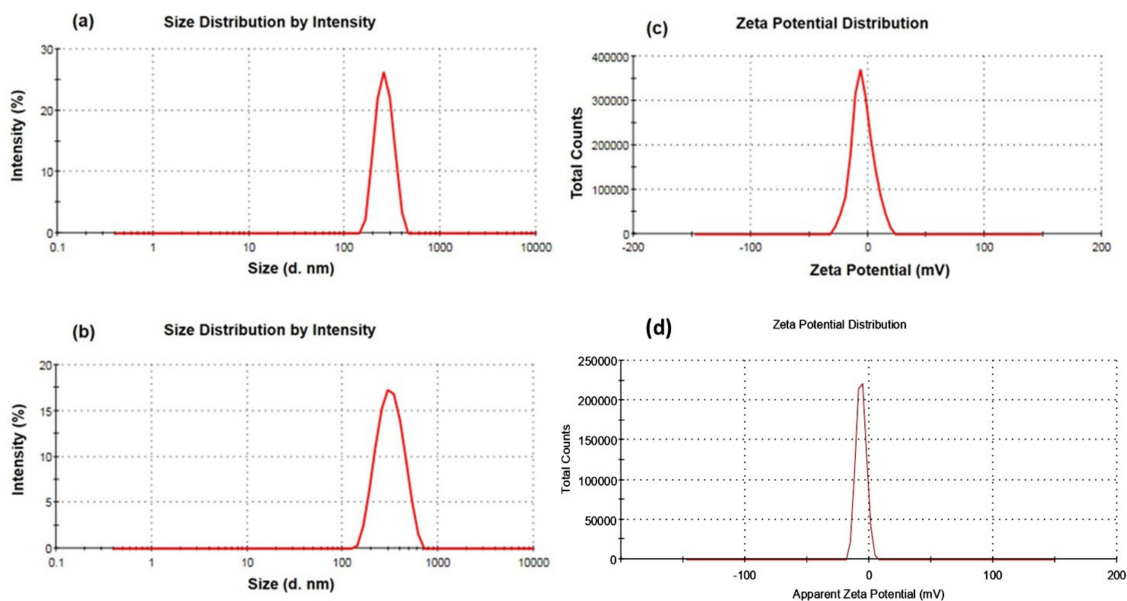 (a)
Size Distribution by Intensity
30
20
10
0
Intensity (%)
0.1 1 10 100 1000 10000
Size (d. nm)
(c)
Zeta Potential Distribution
400000
300000
200000
100000
0
Total Counts
-200 -100 0 100 200
Zeta Potential (mV)
(b)
Size Distribution by Intensity
20
15
10
5
0
Intensity (%)
0.1 1 10 100 1000 10000
Size (d. nm)
(d)
Zeta Potential Distribution
250000
200000
150000
100000
50000
0
Total Counts
-100 0 100 200
Apparent Zeta Potential (mV)